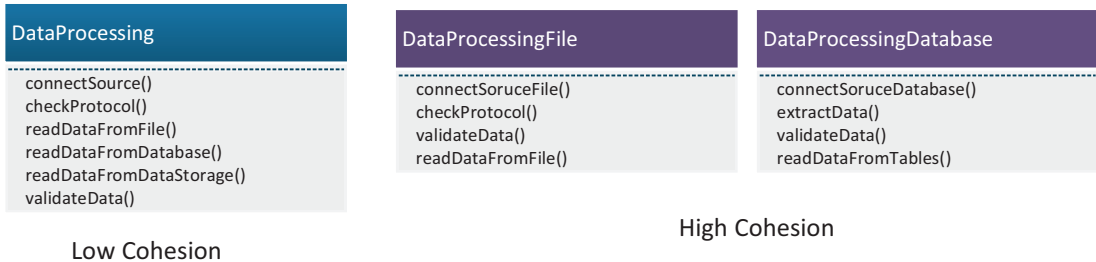 DataProcessing
connectSource()
checkProtocol()
readDataFromFile()
readDataFromDatabase()
readDataFromDataStorage()
validateData()
Low Cohesion
DataProcessingFile
connectSoruceFile()
checkProtocol()
validateData()
readDataFromFile()
DataProcessingDatabase
connectSoruceDatabase()
extractData()
validateData()
readDataFromTables()
High Cohesion